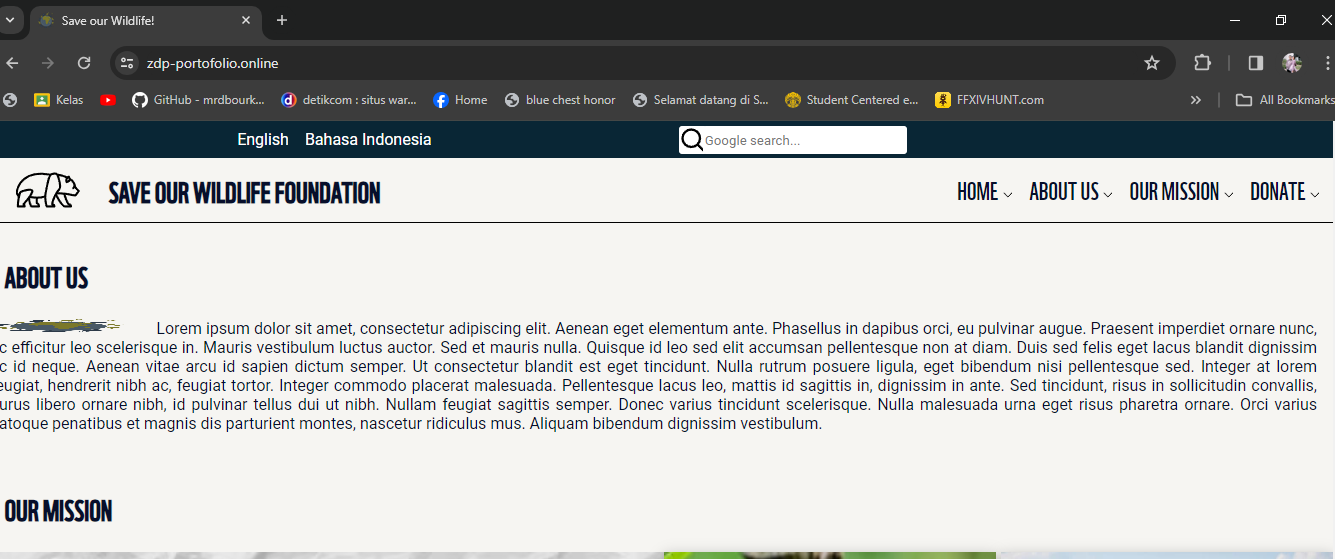 Save our Wildlife!
zdp-portofolio.online
Kelas GitHub - mrdbourk... detikcom : situs war... Home blue chest honor Selamat datang di S... Student Centered e... FFXIVHUNT.com All Bookmarks
English Bahasa Indonesia Google search...
SAVE OUR WILDLIFE FOUNDATION HOME ABOUT US OUR MISSION DONATE
ABOUT US
Lorem ipsum dolor sit amet, consectetur adipiscing elit. Aenean eget elementum ante. Phasellus in dapibus orci, eu pulvinar augue. Praesent imperdiet ornare nunc,
c efficitur leo scelerisque in. Mauris vestibulum luctus auctor. Sed et mauris nulla. Quisque id leo sed elit accumsan pellentesque non at diam. Duis sed felis eget lacus blandit dignissim
c id neque. Aenean vitae arcu id sapien dictum semper. Ut consectetur blandit est eget tincidunt. Nulla rutrum posuere ligula, eget bibendum nisi pellentesque sed. Integer at lorem
eugiat, hendrerit nibh ac, feugiat tortor. Integer commodo placerat malesuada. Pellentesque lacus leo, mattis id sagittis in, dignissim in ante. Sed tincidunt, risus in sollicitudin convallis,
urus libero ornare nibh, id pulvinar tellus dui ut nibh. Nullam feugiat sagittis semper. Donec varius tincidunt scelerisque. Nulla malesuada urna eget risus pharetra ornare. Orci varius
atoque penatibus et magnis dis parturient montes, nascetur ridiculus mus. Aliquam bibendum dignissim vestibulum.
OUR MISSION